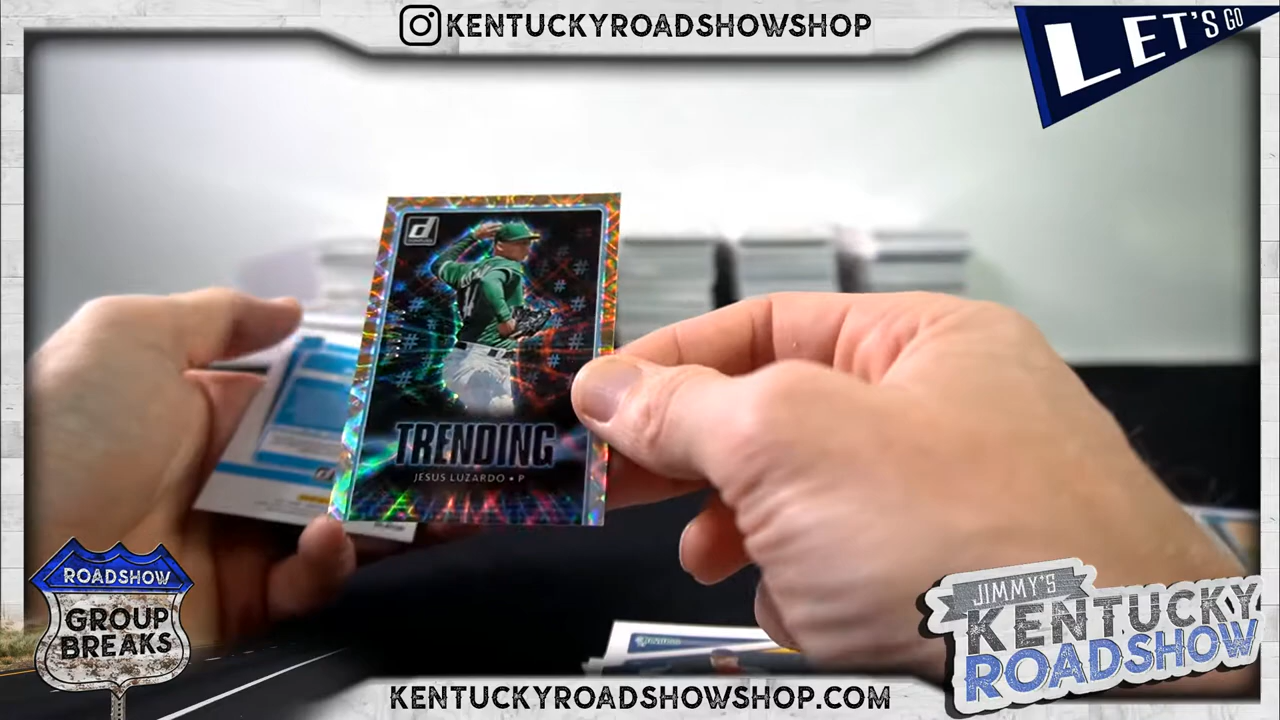 KENTUCKYROADSHOWSHOP
LET'S GO
d
TRENDING
JESUS LUZARDO • P
ROADSHOW
GROUP
BREAKS
JIMMY'S
KENTUCKY
ROADSHOW
KENTUCKYROADSHOWSHOP.COM